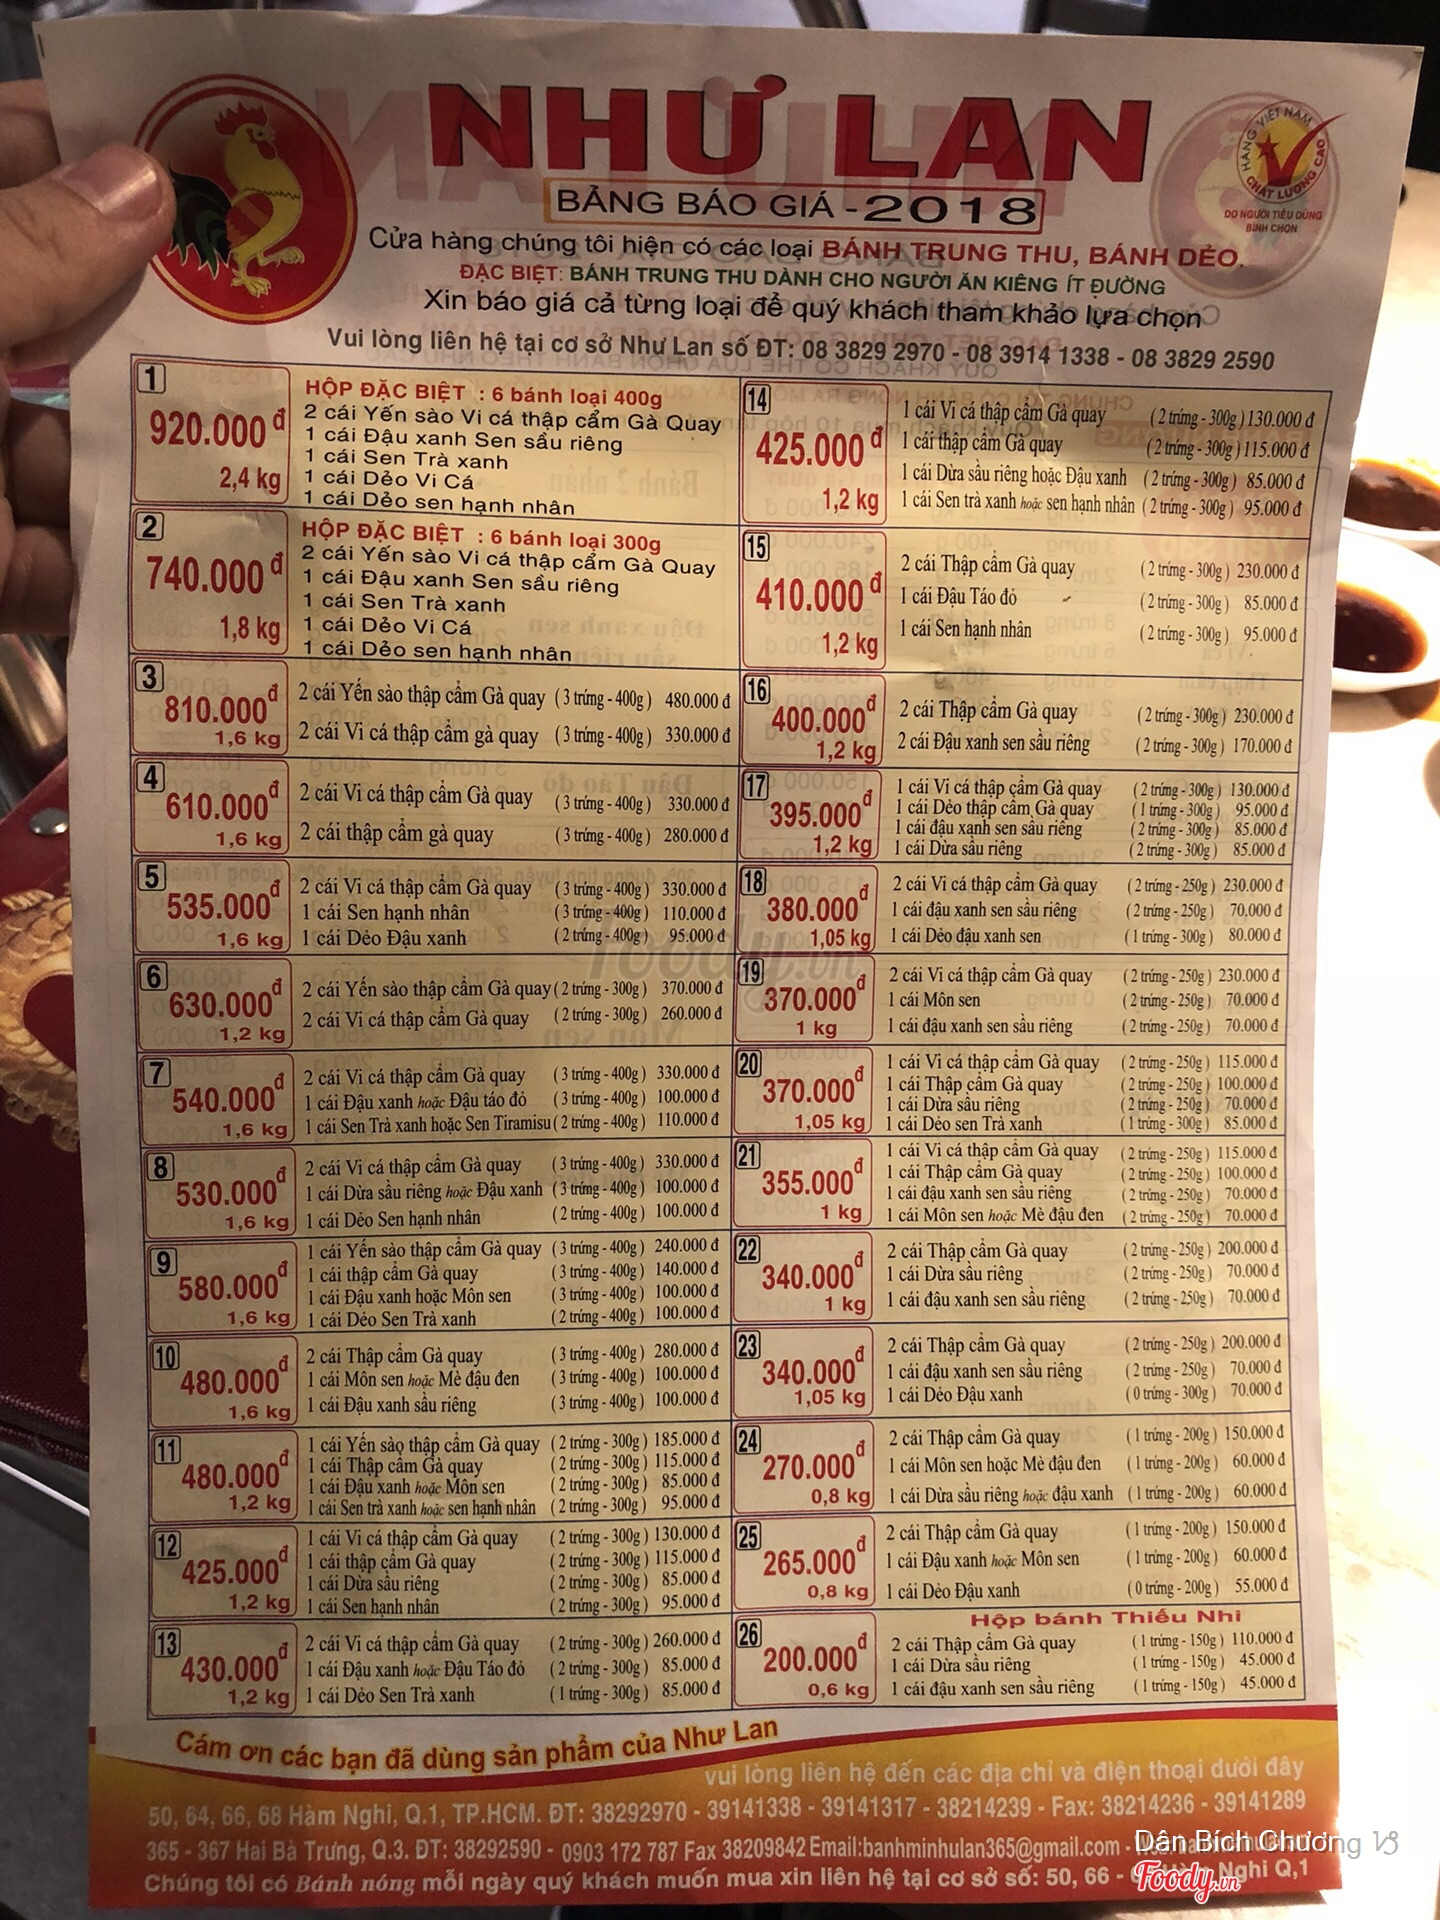 NHƯ LAN
BẢNG BÁO GIÁ - 2018
HÀNG VIỆT NAM
CHẤT LƯỢNG CAO
DO NGƯỜI TIÊU DÙNG
BÌNH CHỌN
Cửa hàng chúng tôi hiện có các loại BÁNH TRUNG THU, BÁNH DẺO.
ĐẶC BIỆT: BÁNH TRUNG THU DÀNH CHO NGƯỜI ĂN KIÊNG ÍT ĐƯỜNG
Xin báo giá cả từng loại để quý khách tham khảo lựa chọn
Vui lòng liên hệ tại cơ sở Như Lan số ĐT: 08 3829 2970 - 08 3914 1338 - 08 3829 2590
1
920.000 đ
2,4 kg
HỘP ĐẶC BIỆT : 6 bánh loại 400g
2 cái Yến sào Vi cá thập cẩm Gà Quay
1 cái Đậu xanh Sen sầu riêng
1 cái Sen Trà xanh
1 cái Dẻo Vi Cá
1 cái Dẻo sen hạnh nhân
2
740.000 đ
1,8 kg
HỘP ĐẶC BIỆT : 6 bánh loại 300g
2 cái Yến sào Vi cá thập cẩm Gà Quay
1 cái Đậu xanh Sen sầu riêng
1 cái Sen Trà xanh
1 cái Dẻo Vi Cá
1 cái Dẻo sen hạnh nhân
3
810.000 đ
1,6 kg
2 cái Yến sào thập cẩm Gà quay ( 3 trứng - 400g ) 480.000 đ
2 cái Vi cá thập cẩm gà quay ( 3 trứng - 400g ) 330.000 đ
4
610.000 đ
1,6 kg
2 cái Vi cá thập cẩm Gà quay ( 3 trứng - 400g ) 330.000 đ
2 cái thập cẩm gà quay ( 3 trứng - 400g ) 280.000 đ
5
535.000 đ
1,6 kg
2 cái Vi cá thập cẩm Gà quay ( 3 trứng - 400g ) 330.000 đ
1 cái Sen hạnh nhân ( 3 trứng - 400g ) 110.000 đ
1 cái Dẻo Đậu xanh ( 2 trứng - 400g ) 95.000 đ
6
630.000 đ
1,2 kg
2 cái Yến sào thập cẩm Gà quay ( 2 trứng - 300g ) 370.000 đ
2 cái Vi cá thập cẩm Gà quay ( 2 trứng - 300g ) 260.000 đ
7
540.000 đ
1,6 kg
2 cái Vi cá thập cẩm Gà quay ( 3 trứng - 400g ) 330.000 đ
1 cái Đậu xanh hoặc Đậu táo đỏ ( 3 trứng - 400g ) 100.000 đ
1 cái Sen Trà xanh hoặc Sen Tiramisu ( 2 trứng - 400g ) 110.000 đ
8
530.000 đ
1,6 kg
2 cái Vi cá thập cẩm Gà quay ( 3 trứng - 400g ) 330.000 đ
1 cái Dừa sầu riêng hoặc Đậu xanh ( 3 trứng - 400g ) 100.000 đ
1 cái Dẻo Sen hạnh nhân ( 2 trứng - 400g ) 100.000 đ
9
580.000 đ
1,6 kg
1 cái Yến sào thập cẩm Gà quay ( 3 trứng - 400g ) 240.000 đ
1 cái thập cẩm Gà quay ( 3 trứng - 400g ) 140.000 đ
1 cái Đậu xanh hoặc Môn sen ( 3 trứng - 400g ) 100.000 đ
1 cái Dẻo Sen Trà xanh ( 2 trứng - 400g ) 100.000 đ
10
480.000 đ
1,6 kg
2 cái Thập cẩm Gà quay ( 3 trứng - 400g ) 280.000 đ
1 cái Môn sen hoặc Mè đậu đen ( 3 trứng - 400g ) 100.000 đ
1 cái Đậu xanh sầu riêng ( 3 trứng - 400g ) 100.000 đ
11
480.000 đ
1,2 kg
1 cái Yến sào thập cẩm Gà quay ( 2 trứng - 300g ) 185.000 đ
1 cái Thập cẩm Gà quay ( 2 trứng - 300g ) 115.000 đ
1 cái Đậu xanh hoặc Môn sen ( 2 trứng - 300g ) 85.000 đ
1 cái Sen trà xanh hoặc sen hạnh nhân ( 2 trứng - 300g ) 95.000 đ
12
425.000 đ
1,2 kg
1 cái Vi cá thập cẩm Gà quay ( 2 trứng - 300g ) 130.000 đ
1 cái thập cẩm Gà quay ( 2 trứng - 300g ) 115.000 đ
1 cái Dừa sầu riêng ( 2 trứng - 300g ) 85.000 đ
1 cái Sen hạnh nhân ( 2 trứng - 300g ) 95.000 đ
13
430.000 đ
1,2 kg
2 cái Vi cá thập cẩm Gà quay ( 2 trứng - 300g ) 260.000 đ
1 cái Đậu xanh hoặc Đậu Táo đỏ ( 2 trứng - 300g ) 85.000 đ
1 cái Dẻo Sen Trà xanh ( 1 trứng - 300g ) 85.000 đ
14
425.000 đ
1,2 kg
1 cái Vi cá thập cẩm Gà quay ( 2 trứng - 300g ) 130.000 đ
1 cái thập cẩm Gà quay ( 2 trứng - 300g ) 115.000 đ
1 cái Dừa sầu riêng hoặc Đậu xanh ( 2 trứng - 300g ) 85.000 đ
1 cái Sen trà xanh hoặc sen hạnh nhân ( 2 trứng - 300g ) 95.000 đ
15
410.000 đ
1,2 kg
2 cái Thập cẩm Gà quay ( 2 trứng - 300g ) 230.000 đ
1 cái Đậu Táo đỏ ( 2 trứng - 300g ) 85.000 đ
1 cái Sen hạnh nhân ( 2 trứng - 300g ) 95.000 đ
16
400.000 đ
1,2 kg
2 cái Thập cẩm Gà quay ( 2 trứng - 300g ) 230.000 đ
2 cái Đậu xanh sen sầu riêng ( 2 trứng - 300g ) 170.000 đ
17
395.000 đ
1,2 kg
1 cái Vi cá thập cẩm Gà quay ( 2 trứng - 300g ) 130.000 đ
1 cái Dẻo thập cẩm Gà quay ( 1 trứng - 300g ) 95.000 đ
1 cái đậu xanh sen sầu riêng ( 2 trứng - 300g ) 85.000 đ
1 cái Dừa sầu riêng ( 2 trứng - 300g ) 85.000 đ
18
380.000 đ
1,05 kg
2 cái Vi cá thập cẩm Gà quay ( 2 trứng - 250g ) 230.000 đ
1 cái đậu xanh sen sầu riêng ( 2 trứng - 250g ) 70.000 đ
1 cái Dẻo đậu xanh sen ( 1 trứng - 300g ) 80.000 đ
19
370.000 đ
1 kg
2 cái Vi cá thập cẩm Gà quay ( 2 trứng - 250g ) 230.000 đ
1 cái Môn sen ( 2 trứng - 250g ) 70.000 đ
1 cái đậu xanh sen sầu riêng ( 2 trứng - 250g ) 70.000 đ
20
370.000 đ
1,05 kg
1 cái Vi cá thập cẩm Gà quay ( 2 trứng - 250g ) 115.000 đ
1 cái Thập cẩm Gà quay ( 2 trứng - 250g ) 100.000 đ
1 cái Dừa sầu riêng ( 2 trứng - 250g ) 70.000 đ
1 cái Dẻo sen Trà xanh ( 1 trứng - 300g ) 85.000 đ
21
355.000 đ
1 kg
1 cái Vi cá thập cẩm Gà quay ( 2 trứng - 250g ) 115.000 đ
1 cái Thập cẩm Gà quay ( 2 trứng - 250g ) 100.000 đ
1 cái đậu xanh sen sầu riêng ( 2 trứng - 250g ) 70.000 đ
1 cái Môn sen hoặc Mè đậu đen ( 2 trứng - 250g ) 70.000 đ
22
340.000 đ
1 kg
2 cái Thập cẩm Gà quay ( 2 trứng - 250g ) 200.000 đ
1 cái Dừa sầu riêng ( 2 trứng - 250g ) 70.000 đ
1 cái đậu xanh sen sầu riêng ( 2 trứng - 250g ) 70.000 đ
23
340.000 đ
1,05 kg
2 cái Thập cẩm Gà quay ( 2 trứng - 250g ) 200.000 đ
1 cái đậu xanh sen sầu riêng ( 2 trứng - 250g ) 70.000 đ
1 cái Dẻo Đậu xanh ( 0 trứng - 300g ) 70.000 đ
24
270.000 đ
0,8 kg
2 cái Thập cẩm Gà quay ( 1 trứng - 200g ) 150.000 đ
1 cái Môn sen hoặc Mè đậu đen ( 1 trứng - 200g ) 60.000 đ
1 cái Dừa sầu riêng hoặc đậu xanh ( 1 trứng - 200g ) 60.000 đ
25
265.000 đ
0,8 kg
2 cái Thập cẩm Gà quay ( 1 trứng - 200g ) 150.000 đ
1 cái Đậu xanh hoặc Môn sen ( 1 trứng - 200g ) 60.000 đ
1 cái Dẻo Đậu xanh ( 0 trứng - 200g ) 55.000 đ
26
200.000 đ
0,6 kg
Hộp bánh Thiếu Nhi
2 cái Thập cẩm Gà quay ( 1 trứng - 150g ) 110.000 đ
1 cái Dừa sầu riêng ( 1 trứng - 150g ) 45.000 đ
1 cái đậu xanh sen sầu riêng ( 1 trứng - 150g ) 45.000 đ
Foody.vn
Cám ơn các bạn đã dùng sản phẩm của Như Lan
vui lòng liên hệ đến các địa chỉ và điện thoại dưới đây
50, 64, 66, 68 Hàm Nghi, Q.1, TP.HCM. ĐT: 38292970 - 39141338 - 39141317 - 38214239 - Fax: 38214236 - 39141289
365 - 367 Hai Bà Trưng, Q.3. ĐT: 38292590 - 0903 172 787 Fax 38209842 Email:banhminhulan365@gmail.com -
Dân Bích Chương
Chúng tôi có Bánh nóng mỗi ngày quý khách muốn mua xin liên hệ tại cơ sở số: 50, 66 - Nghi Q,1
Foody.vn